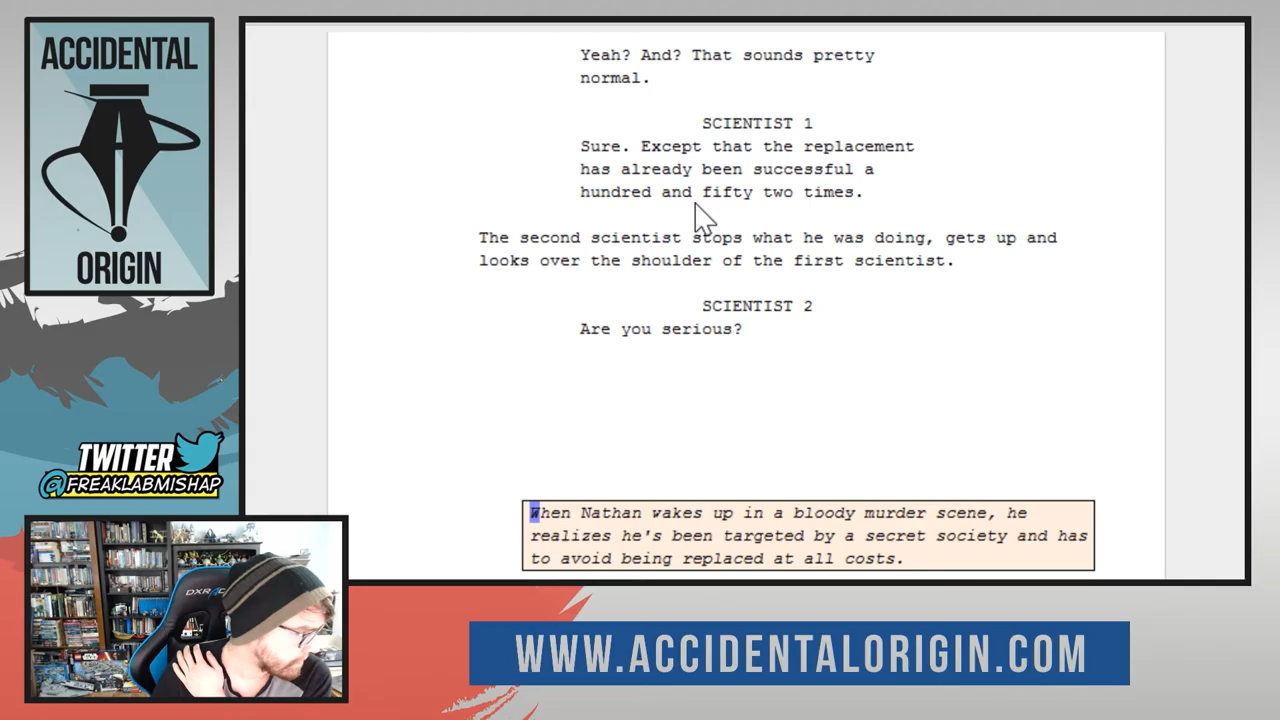 ACCIDENTAL
ORIGIN
Yeah? And? That sounds pretty
normal.
SCIENTIST 1
Sure. Except that the replacement
has already been successful a
hundred and fifty two times.
The second scientist stops what he was doing, gets up and
looks over the shoulder of the first scientist.
SCIENTIST 2
Are you serious?
When Nathan wakes up in a bloody murder scene, he
realizes he's been targeted by a secret society and has
to avoid being replaced at all costs.
TWITTER
@FREAKLABMISHAP
DXR
WWW.ACCIDENTALORIGIN.COM